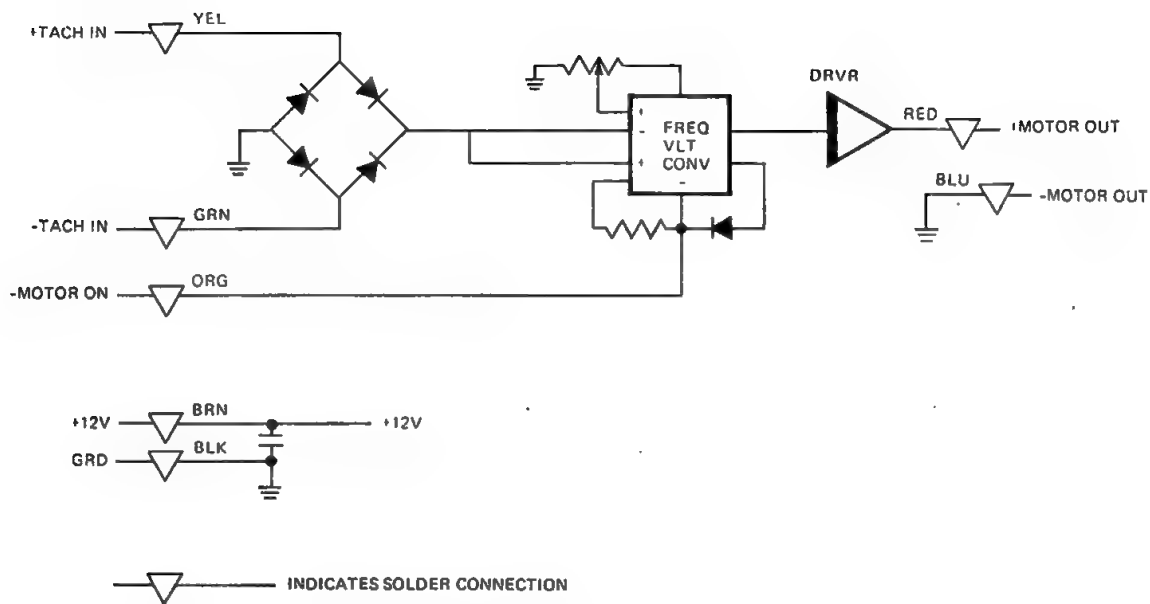 +TACH IN
YEL
DRVR
+
-
+
-
FREQ
VLT
CONV
RED
+MOTOR OUT
BLU
-MOTOR OUT
-TACH IN
GRN
-MOTOR ON
ORG
+12V
BRN
+12V
GRD
BLK
INDICATES SOLDER CONNECTION